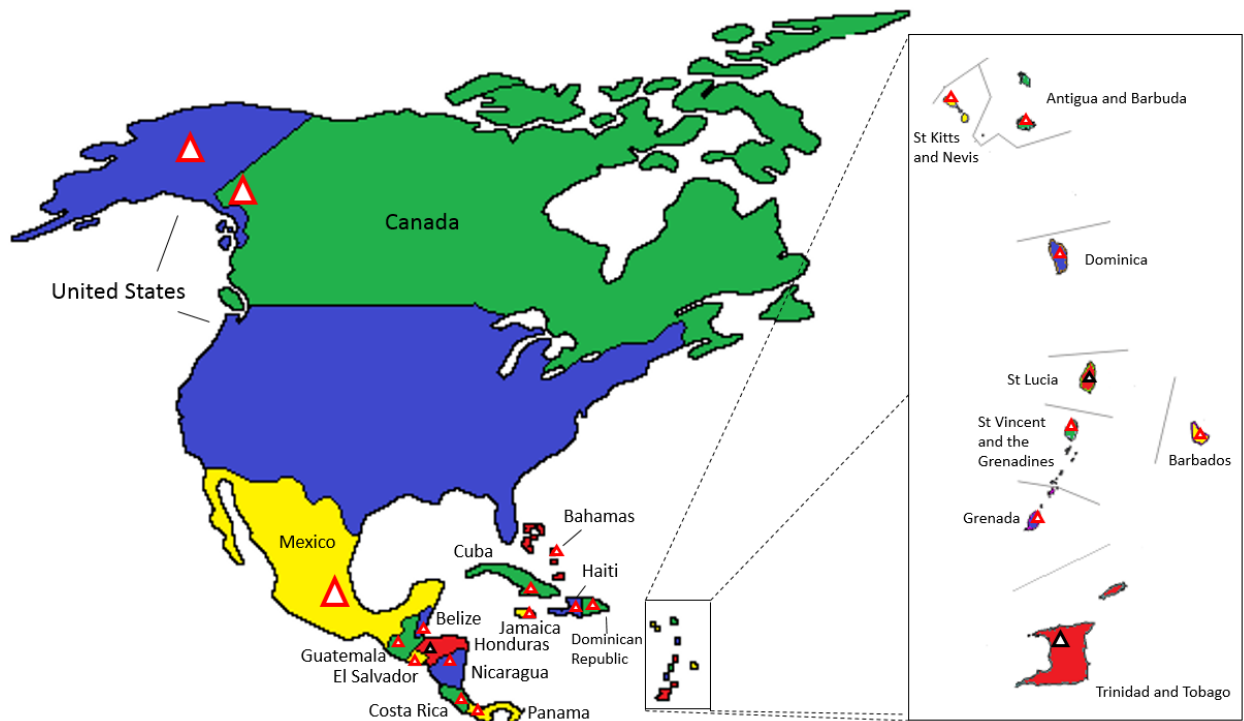 Canada
United States
Mexico
Bahamas
Cuba
Haiti
Jamaica
Dominican
Republic
Belize
Honduras
Guatemala
El Salvador
Nicaragua
Costa Rica
Panama
Antigua and Barbuda
St Kitts
and Nevis
Dominica
St Lucia
St Vincent
and the
Grenadines
Barbados
Grenada
Trinidad and Tobago